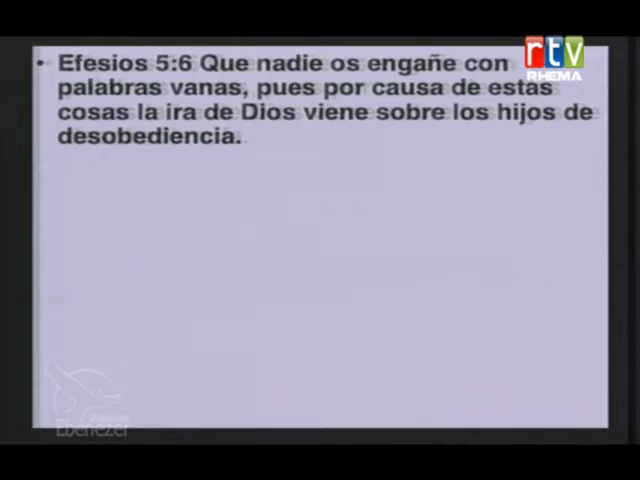 rtv
RHEMA
• Efesios 5:6 Que nadie os engañe con
palabras vanas, pues por causa de estas
cosas la ira de Dios viene sobre los hijos de
desobediencia.
Ebenezer